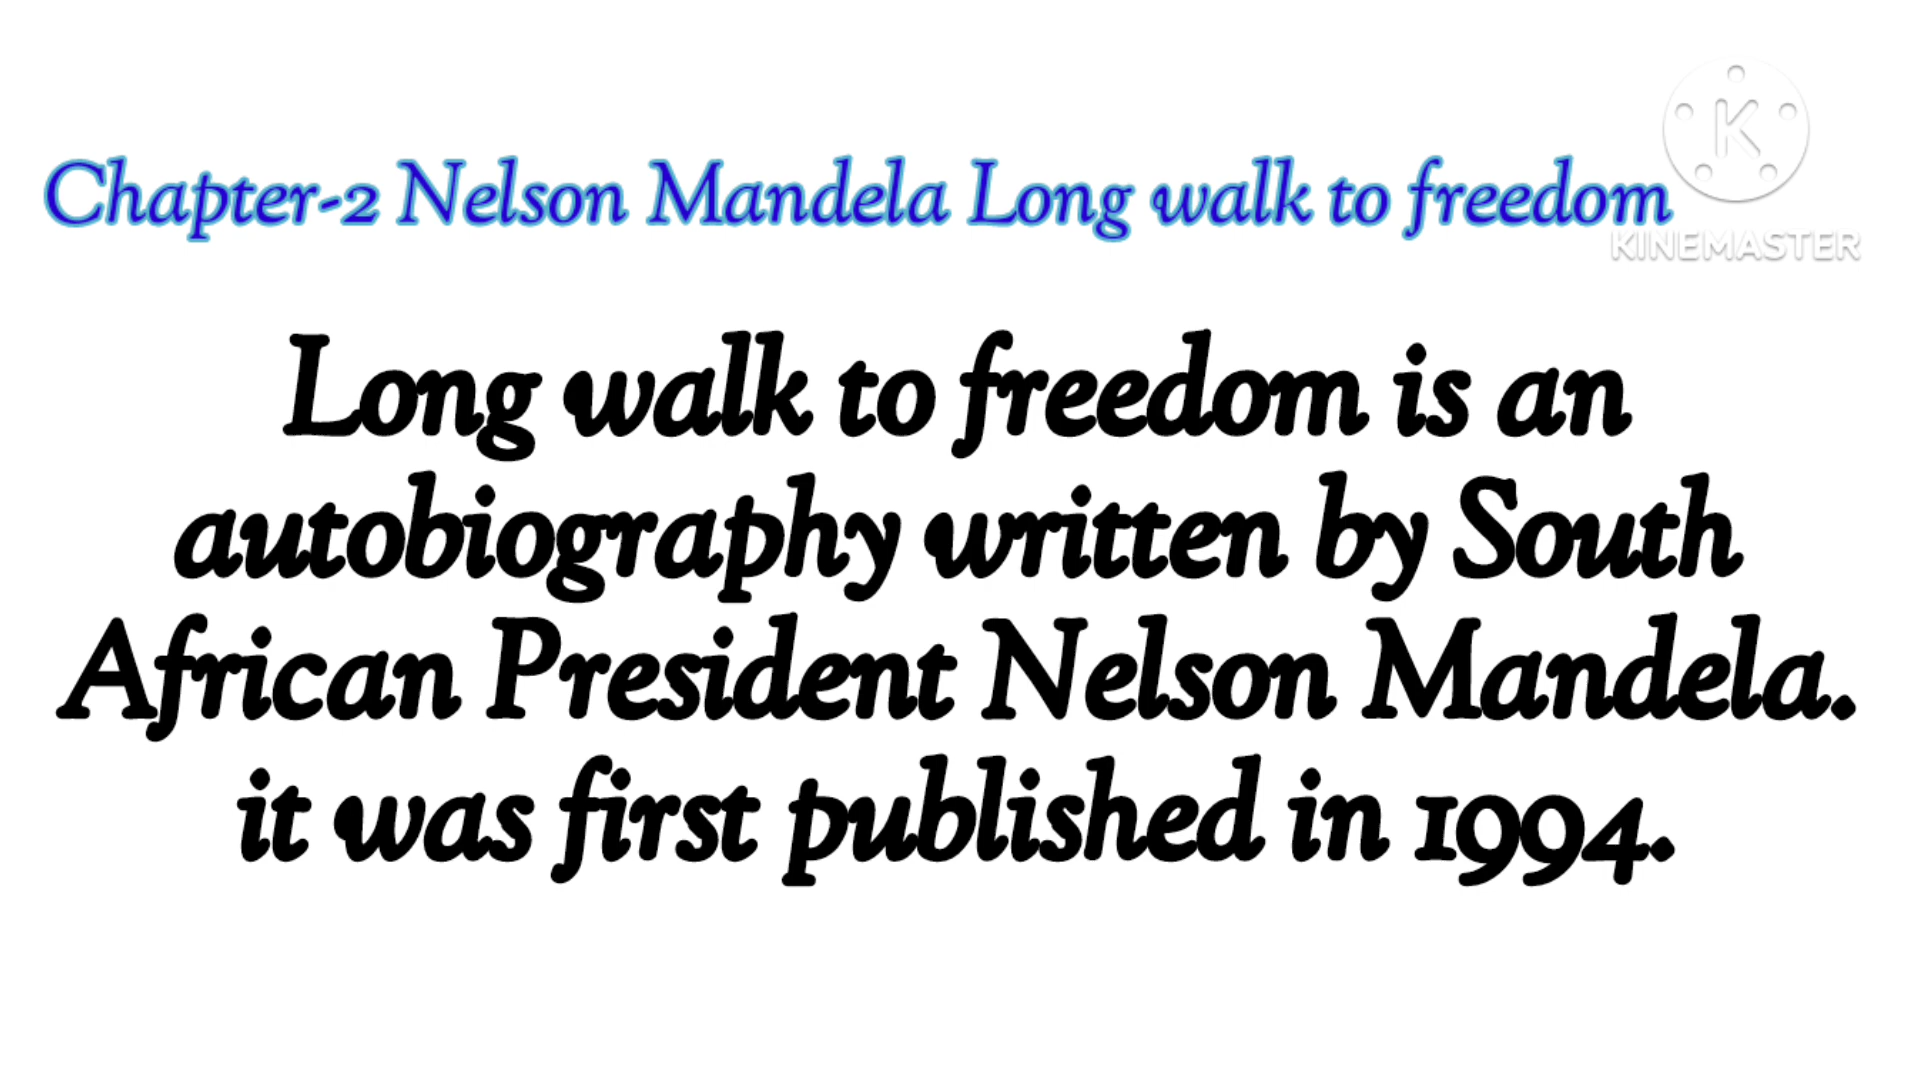 Chapter-2 Nelson Mandela Long walk to freedom
K
KINEMASTER
Long walk to freedom is an
autobiography written by South
African President Nelson Mandela.
it was first published in 1994.